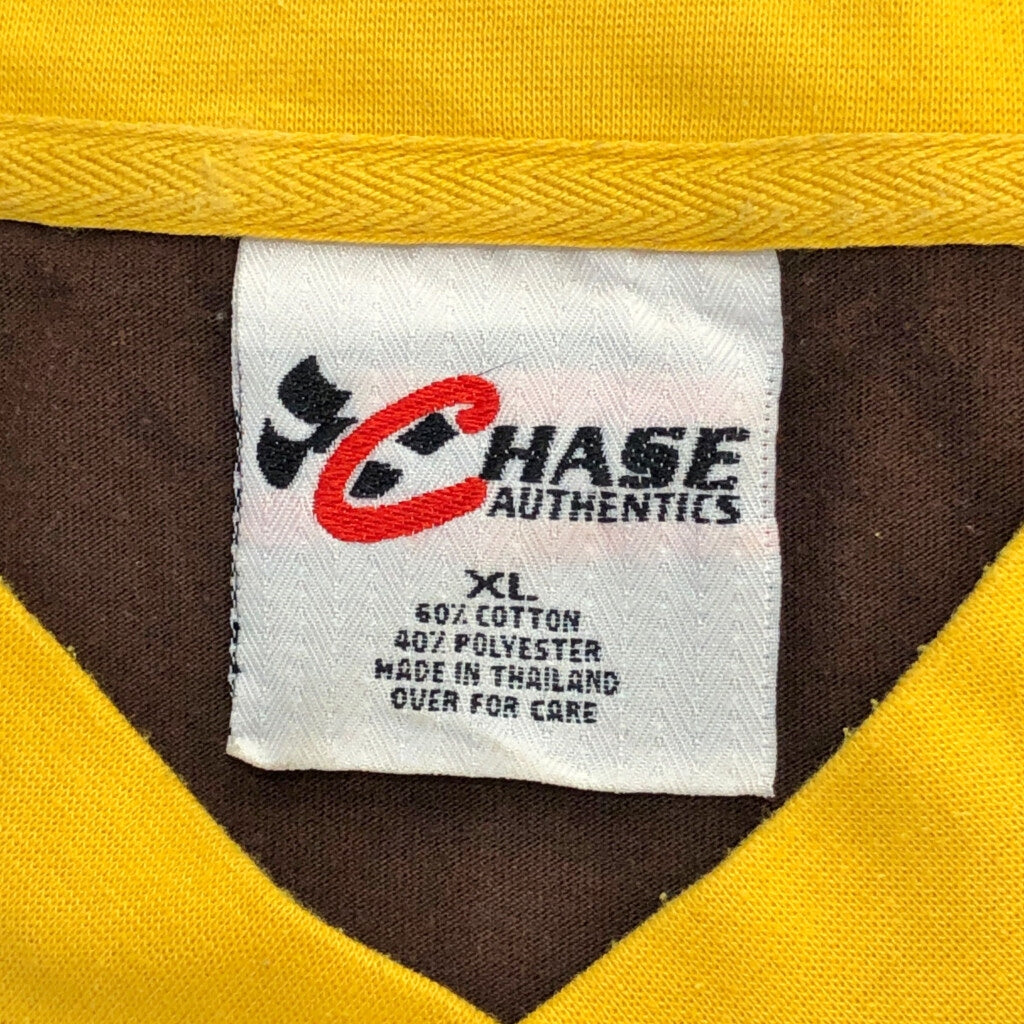 CHASE
AUTHENTICS
XL
60% COTTON
40% POLYESTER
MADE IN THAILAND
OVER FOR CARE